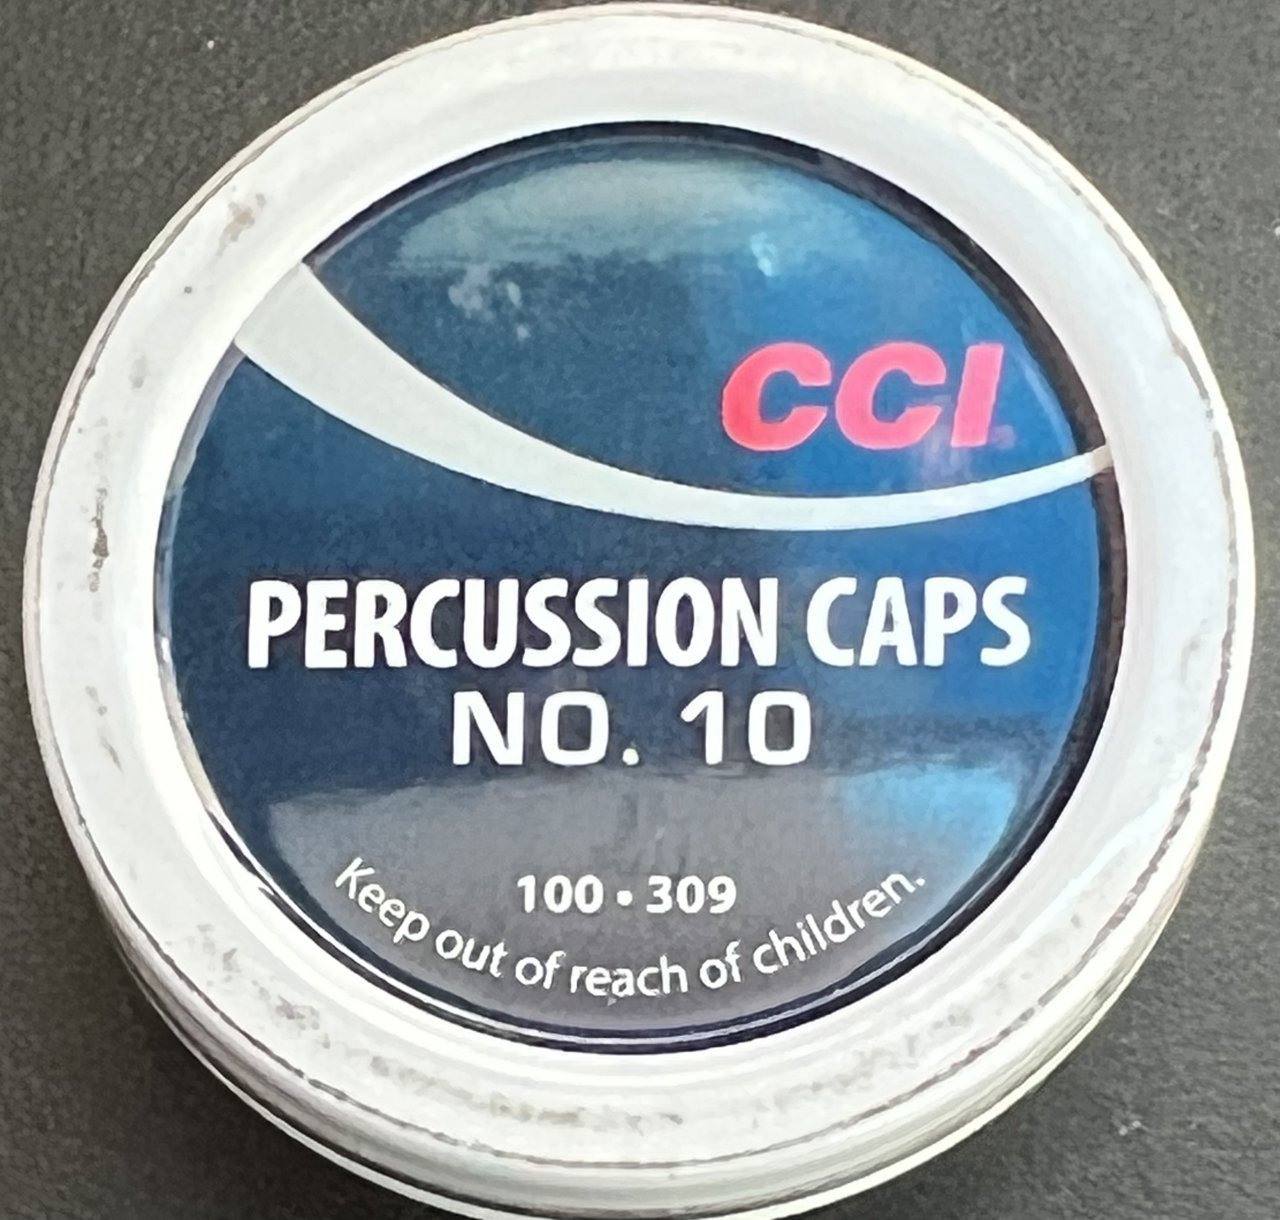 CCI
PERCUSSION CAPS
NO. 10
100 • 309
Keep out of reach of children.